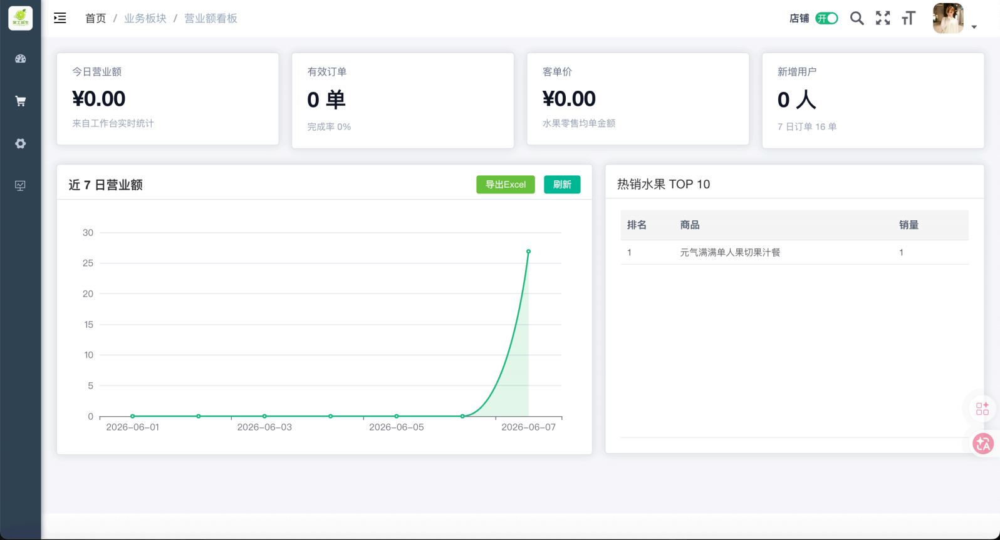 首页 / 业务板块 / 营业额看板
店铺 开
今日营业额
¥0.00
来自工作台实时统计
有效订单
0 单
完成率 0%
客单价
¥0.00
水果零售均单金额
新增用户
0 人
7 日订单 16 单
近 7 日营业额
导出Excel
刷新
30
25
20
15
10
5
0
2026-06-01
2026-06-03
2026-06-05
2026-06-07
热销水果 TOP 10
排名 商品 销量
1 元气满满单人果切果汁餐 1